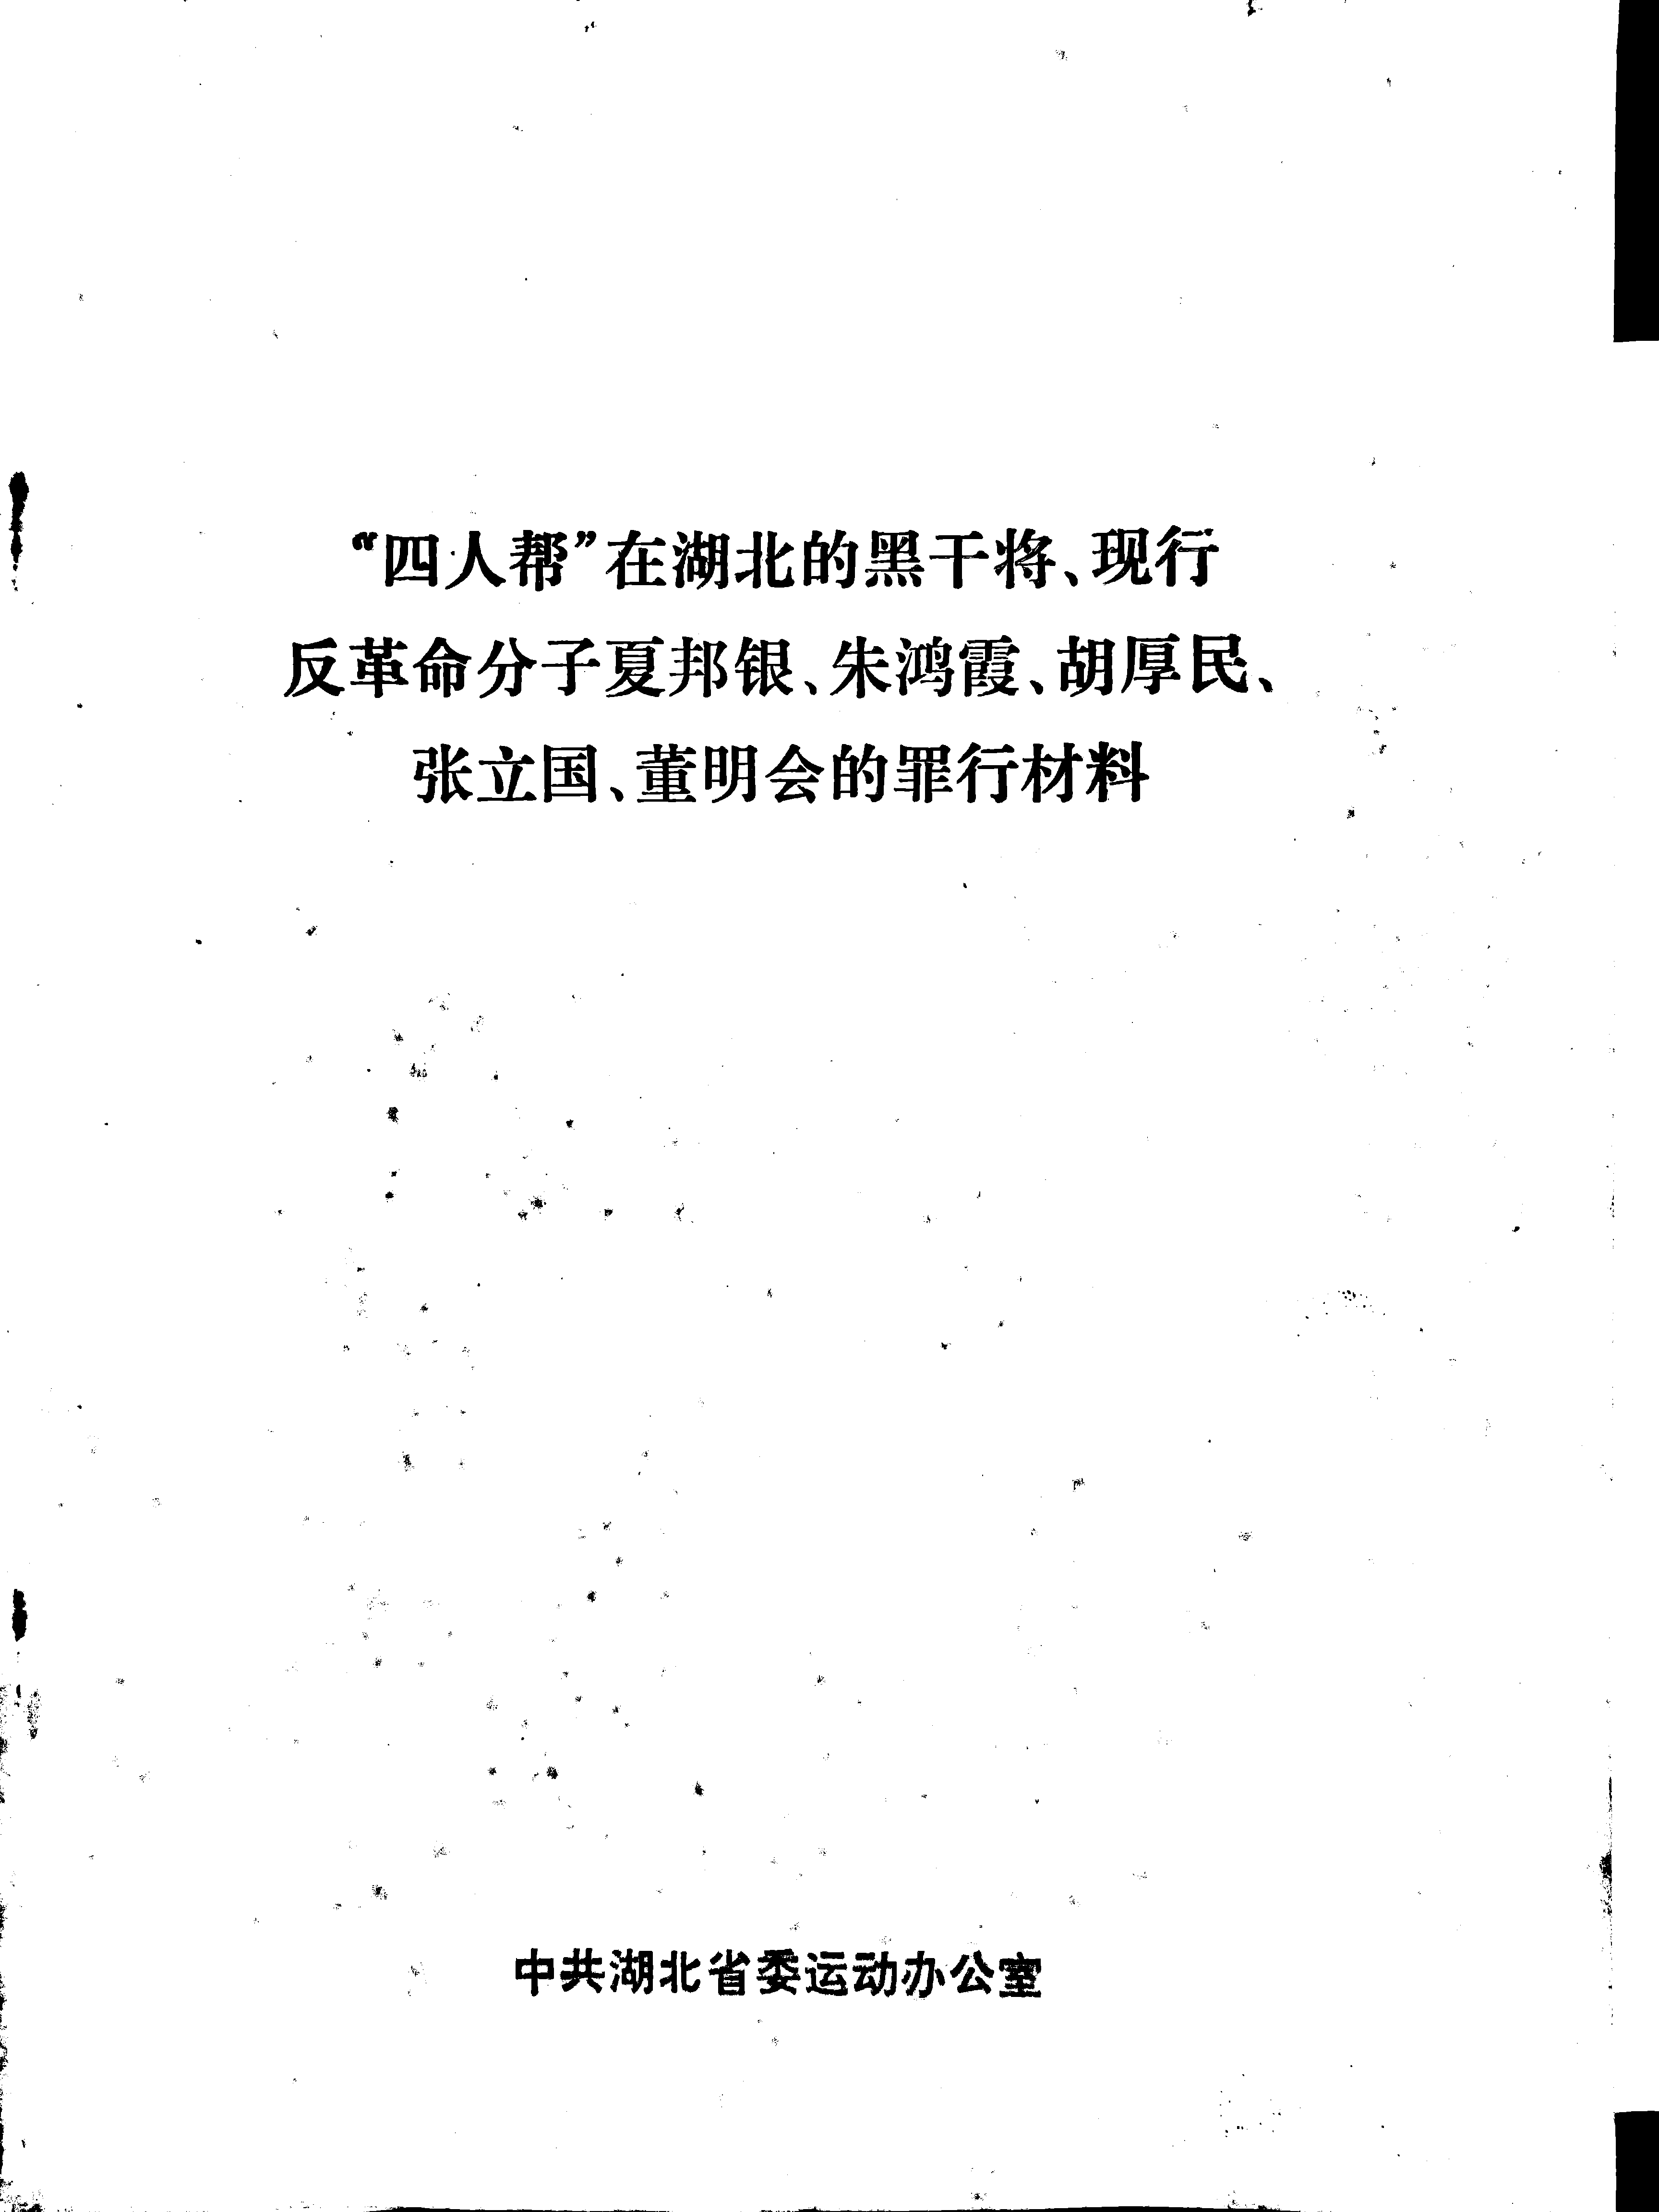 “四人帮”在湖北的黑干将、现行
反革命分子夏邦银、朱鸿霞、胡厚民、
张立国、董明会的罪行材料
中共湖北省委运动办公室